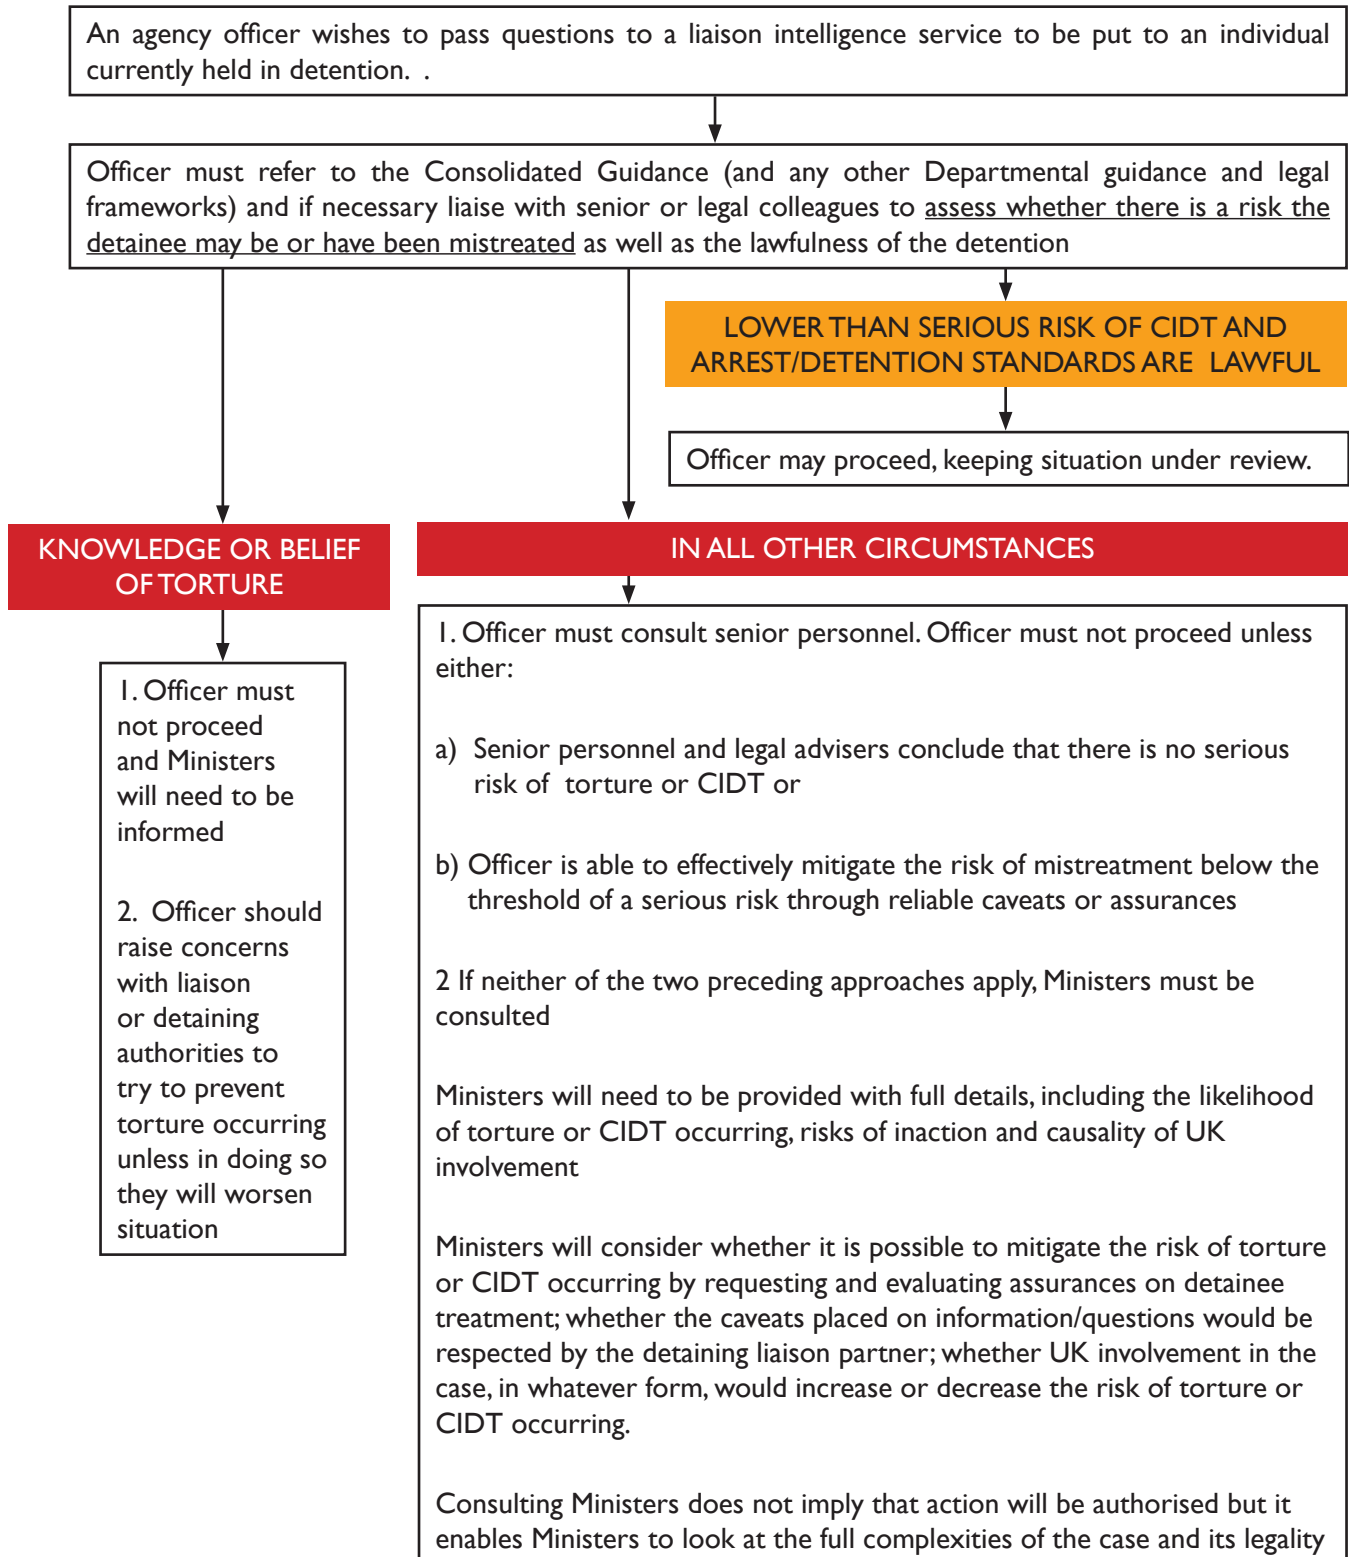 An agency officer wishes to pass questions to a liaison intelligence service to be put to an individual
currently held in detention. .
Officer must refer to the Consolidated Guidance (and any other Departmental guidance and legal
frameworks) and if necessary liaise with senior or legal colleagues to assess whether there is a risk the
detainee may be or have been mistreated as well as the lawfulness of the detention
LOWER THAN SERIOUS RISK OF CIDT AND
ARREST/DETENTION STANDARDS ARE LAWFUL
Officer may proceed, keeping situation under review.
KNOWLEDGE OR BELIEF
OF TORTURE
1. Officer must
not proceed
and Ministers
will need to be
informed
2. Officer should
raise concerns
with liaison
or detaining
authorities to
try to prevent
torture occurring
unless in doing so
they will worsen
situation
IN ALL OTHER CIRCUMSTANCES
1. Officer must consult senior personnel. Officer must not proceed unless
either:
a) Senior personnel and legal advisers conclude that there is no serious
risk of torture or CIDT or
b) Officer is able to effectively mitigate the risk of mistreatment below the
threshold of a serious risk through reliable caveats or assurances
2 If neither of the two preceding approaches apply, Ministers must be
consulted
Ministers will need to be provided with full details, including the likelihood
of torture or CIDT occurring, risks of inaction and causality of UK
involvement
Ministers will consider whether it is possible to mitigate the risk of torture
or CIDT occurring by requesting and evaluating assurances on detainee
treatment; whether the caveats placed on information/questions would be
respected by the detaining liaison partner; whether UK involvement in the
case, in whatever form, would increase or decrease the risk of torture or
CIDT occurring.
Consulting Ministers does not imply that action will be authorised but it
enables Ministers to look at the full complexities of the case and its legality